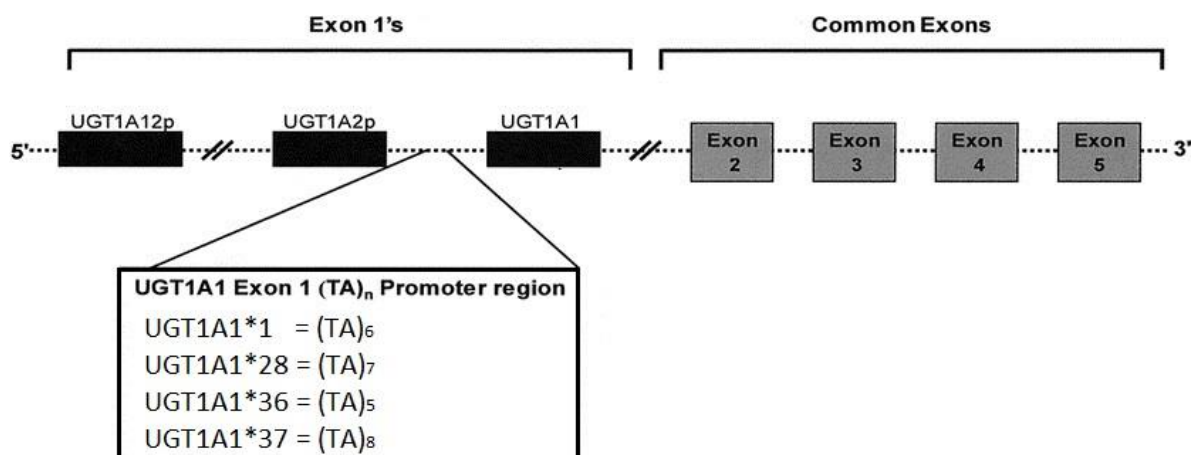 Exon 1's Common Exons
UGT1A12p UGT1A2p UGT1A1
5' Exon 2 Exon 3 Exon 4 Exon 5 3'
UGT1A1 Exon 1 (TA)n Promoter region
UGT1A1*1 = (TA)6
UGT1A1*28 = (TA)7
UGT1A1*36 = (TA)5
UGT1A1*37 = (TA)8